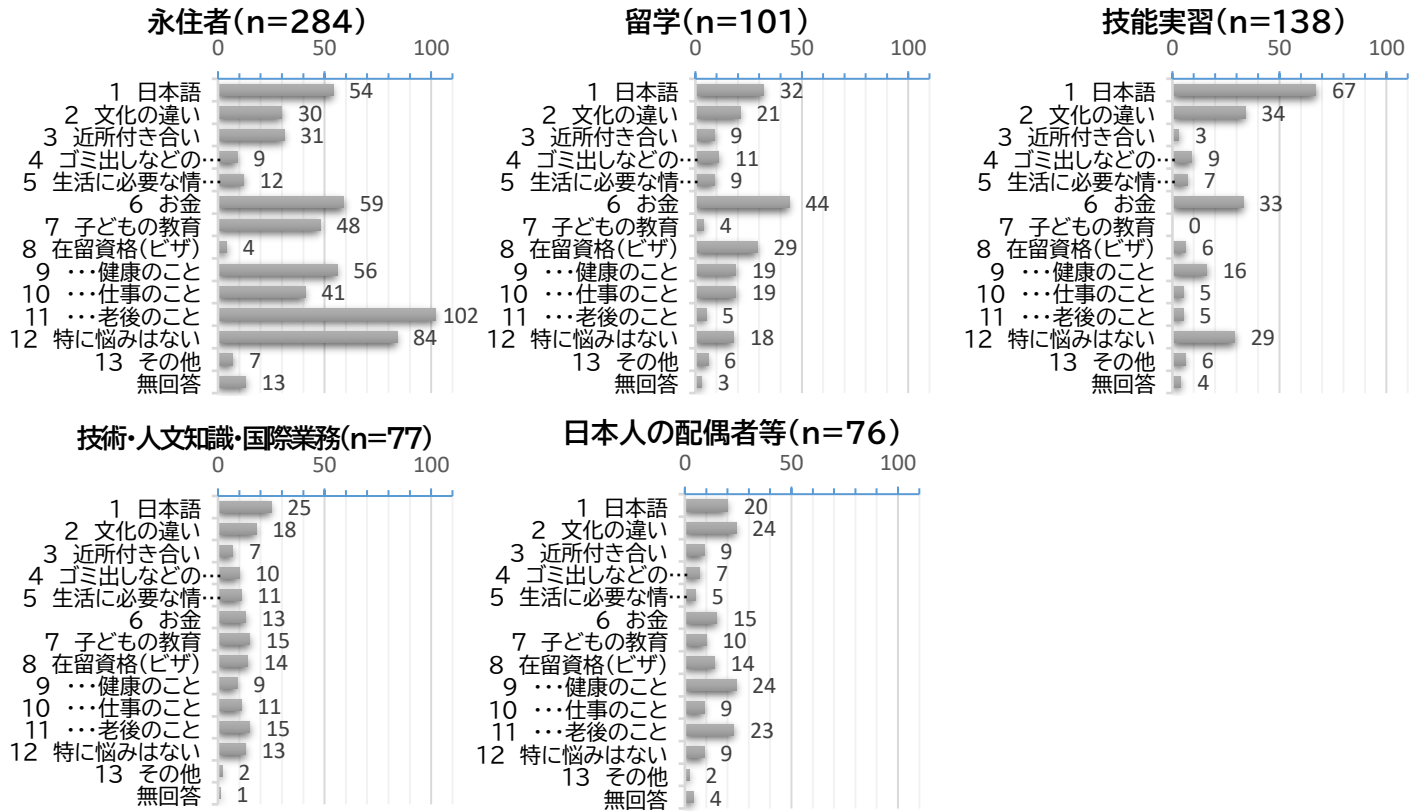 永住者(n=284)
0 50 100
1 日本語 54
2 文化の違い 30
3 近所付き合い 31
4 ゴミ出しなどの… 9
5 生活に必要な情… 12
6 お金 59
7 子どもの教育 48
8 在留資格(ビザ) 4
9 ・・・健康のこと 56
10 ・・・仕事のこと 41
11 ・・・老後のこと 102
12 特に悩みはない 84
13 その他 7
無回答 13
留学(n=101)
0 50 100
1 日本語 32
2 文化の違い 21
3 近所付き合い 9
4 ゴミ出しなどの… 11
5 生活に必要な情… 9
6 お金 44
7 子どもの教育 4
8 在留資格(ビザ) 29
9 ・・・健康のこと 19
10 ・・・仕事のこと 19
11 ・・・老後のこと 5
12 特に悩みはない 18
13 その他 6
無回答 3
技能実習(n=138)
0 50 100
1 日本語 67
2 文化の違い 34
3 近所付き合い 3
4 ゴミ出しなどの… 9
5 生活に必要な情… 7
6 お金 33
7 子どもの教育 0
8 在留資格(ビザ) 6
9 ・・・健康のこと 16
10 ・・・仕事のこと 5
11 ・・・老後のこと 5
12 特に悩みはない 29
13 その他 6
無回答 4
技術・人文知識・国際業務(n=77)
0 50 100
1 日本語 25
2 文化の違い 18
3 近所付き合い 7
4 ゴミ出しなどの… 10
5 生活に必要な情… 11
6 お金 13
7 子どもの教育 15
8 在留資格(ビザ) 14
9 ・・・健康のこと 9
10 ・・・仕事のこと 11
11 ・・・老後のこと 15
12 特に悩みはない 13
13 その他 2
無回答 1
日本人の配偶者等(n=76)
0 50 100
1 日本語 20
2 文化の違い 24
3 近所付き合い 9
4 ゴミ出しなどの… 7
5 生活に必要な情… 5
6 お金 15
7 子どもの教育 10
8 在留資格(ビザ) 14
9 ・・・健康のこと 24
10 ・・・仕事のこと 9
11 ・・・老後のこと 23
12 特に悩みはない 9
13 その他 2
無回答 4